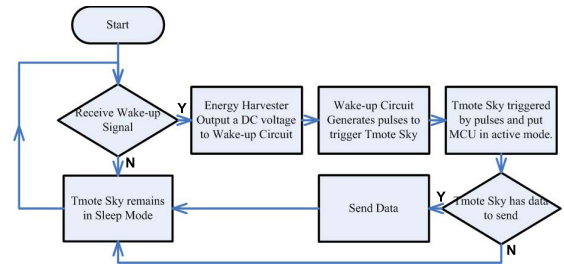 Start
Receive Wake-up
Signal
Y
N
Energy Harvester
Output a DC voltage
to Wake-up Circuit
Wake-up Circuit
Generates pulses to
trigger Tmote Sky
Tmote Sky triggered
by pulses and put
MCU in active mode.
Tmote Sky has data
to send
Y
N
Send Data
Tmote Sky remains
in Sleep Mode